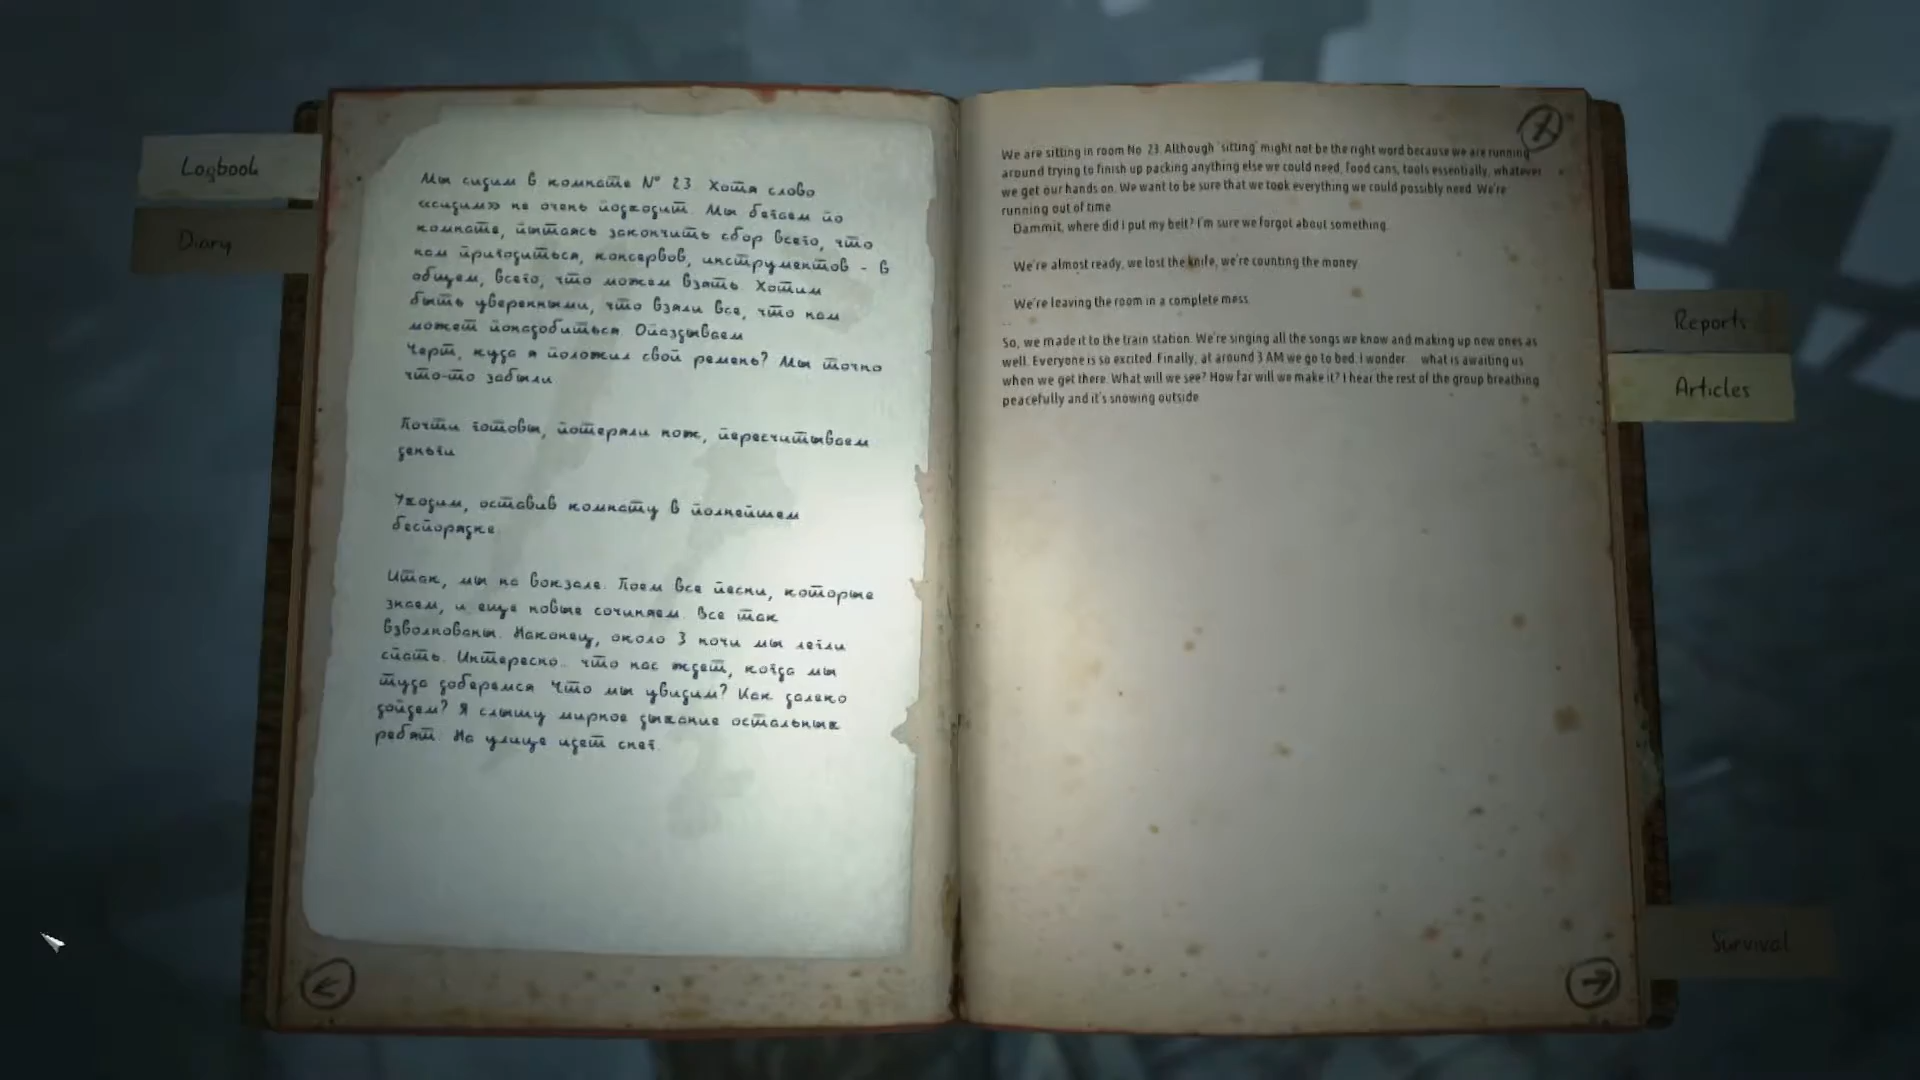 Logbook
Diary
Мы сидим в комнате № 23 Хотя слово
«сидим» не очень подходит. Мы бегаем по
комнате, пытаясь закончить сбор всего, что
нам пригодиться, консервов, инструментов - в
общем, всего, что можем взять. Хотим
быть уверенными, что взяли все, что нам
может понадобиться. Опаздываем
Черт, куда я положил свой ремень? Мы точно
что-то забыли
Почти готовы, потеряли нож, пересчитываем
деньги
Уходим, оставив комнату в полнейшем
беспорядке.
Итак, мы на вокзале. Поем все песни, которые
знаем, и еще новые сочиняем. Все так
взволнованы. Наконец, около 3 ночи мы легли
спать. Интересно.. что нас ждет, когда мы
туда доберемся Что мы увидим? Как далеко
дойдем? Я слышу мирное дыхание остальных
ребят. На улице идет снег.
We are sitting in room No. 23. Although 'sitting' might not be the right word because we are running
around trying to finish up packing anything else we could need, food cans, tools essentially, whatever
we get our hands on. We want to be sure that we took everything we could possibly need. We're
running out of time.
Dammit, where did i put my belt? I'm sure we forgot about something.
...
We're almost ready, we lost the knife, we're counting the money.
...
We're leaving the room in a complete mess.
...
So, we made it to the train station. We're singing all the songs we know and making up new ones as
well. Everyone is so excited. Finally, at around 3 AM we go to bed. I wonder... what is awaiting us
when we get there. What will we see? How far will we make it? I hear the rest of the group breathing
peacefully and it's snowing outside.
Reports
Articles
Survival